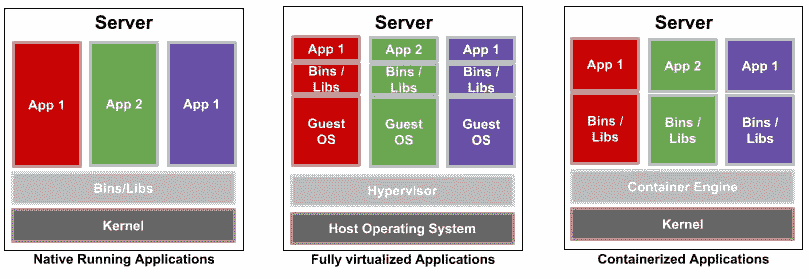 Server
App 1
App 2
App 1
Bins/Libs
Kernel
Native Running Applications
Server
App 1
App 2
App 1
Bins /
Libs
Bins /
Libs
Bins /
Libs
Guest
OS
Guest
OS
Guest
OS
Hypervisor
Host Operating System
Fully virtualized Applications
Server
App 1
App 2
App 1
Bins /
Libs
Bins /
Libs
Bins /
Libs
Container Engine
Kernel
Containerized Applications